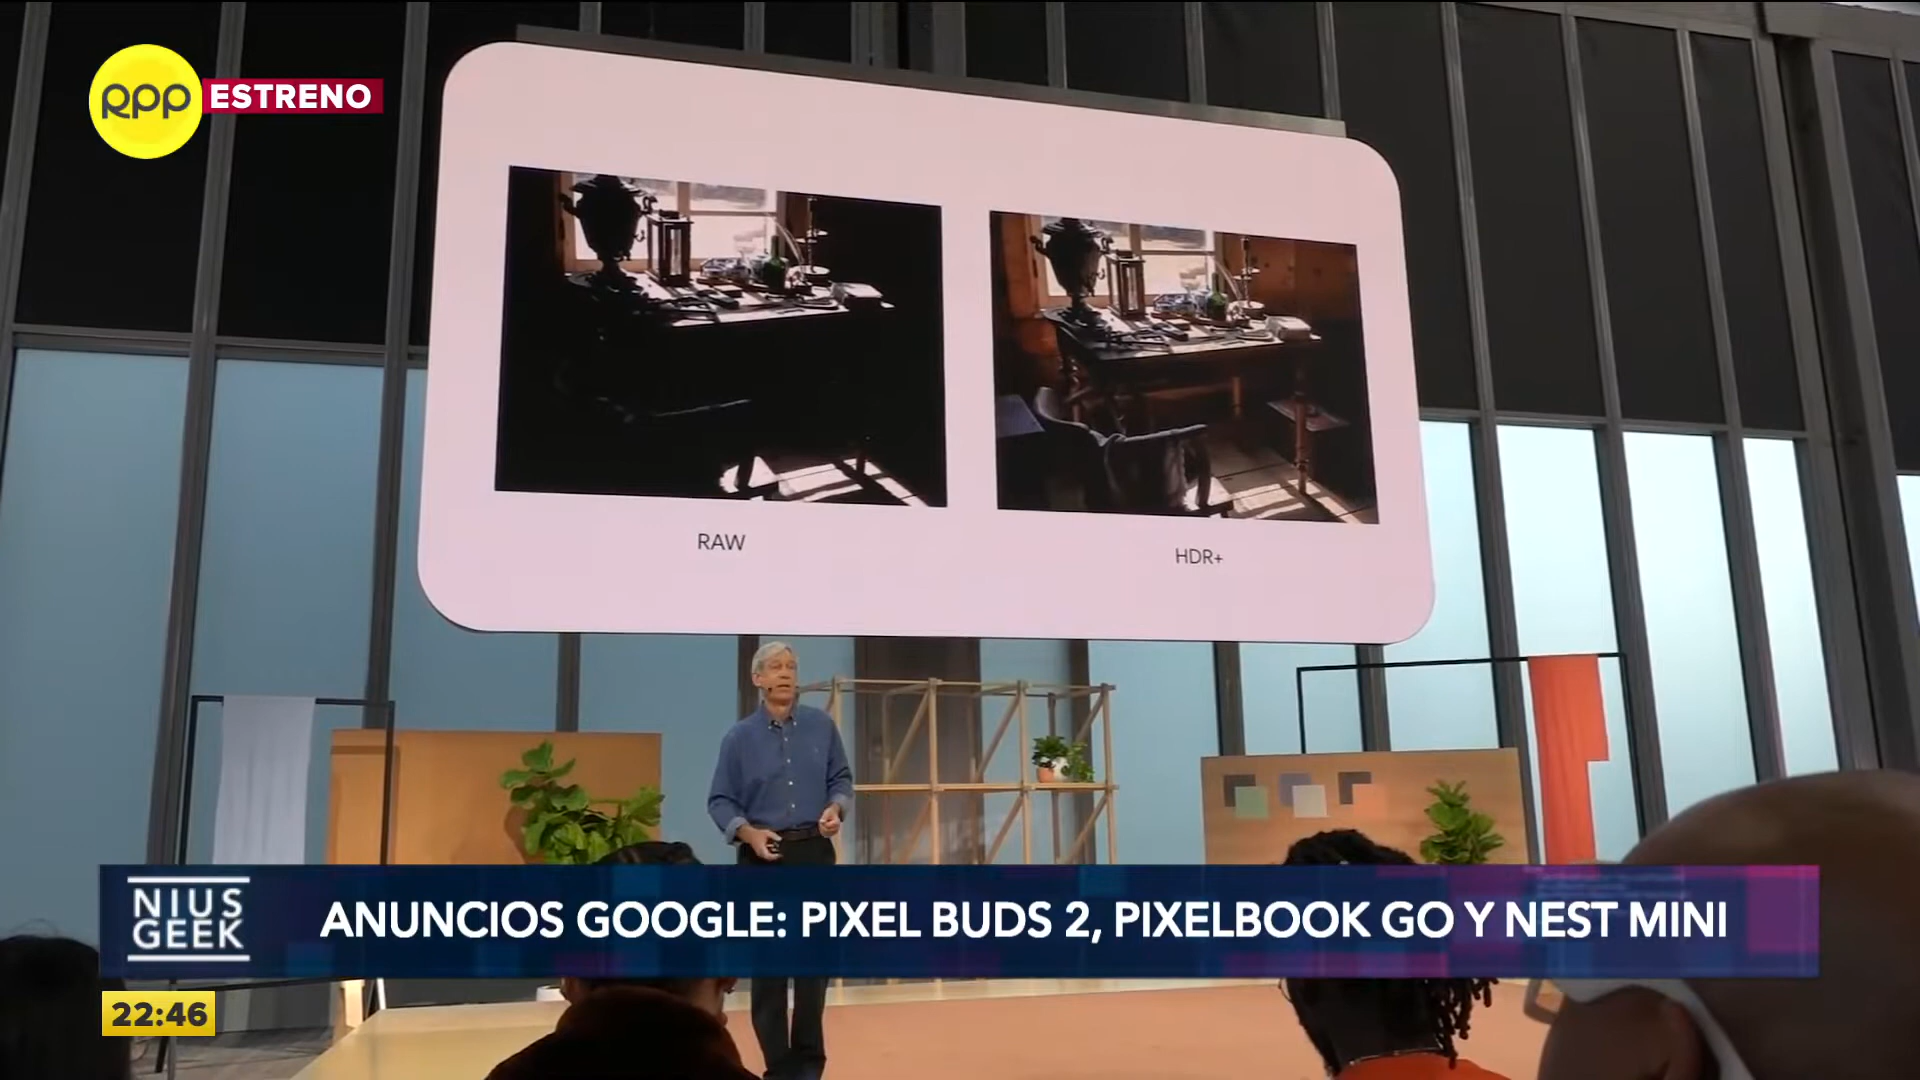 RPP ESTRENO
RAW
HDR+
NIUS
GEEK
ANUNCIOS GOOGLE: PIXEL BUDS 2, PIXELBOOK GO Y NEST MINI
22:46